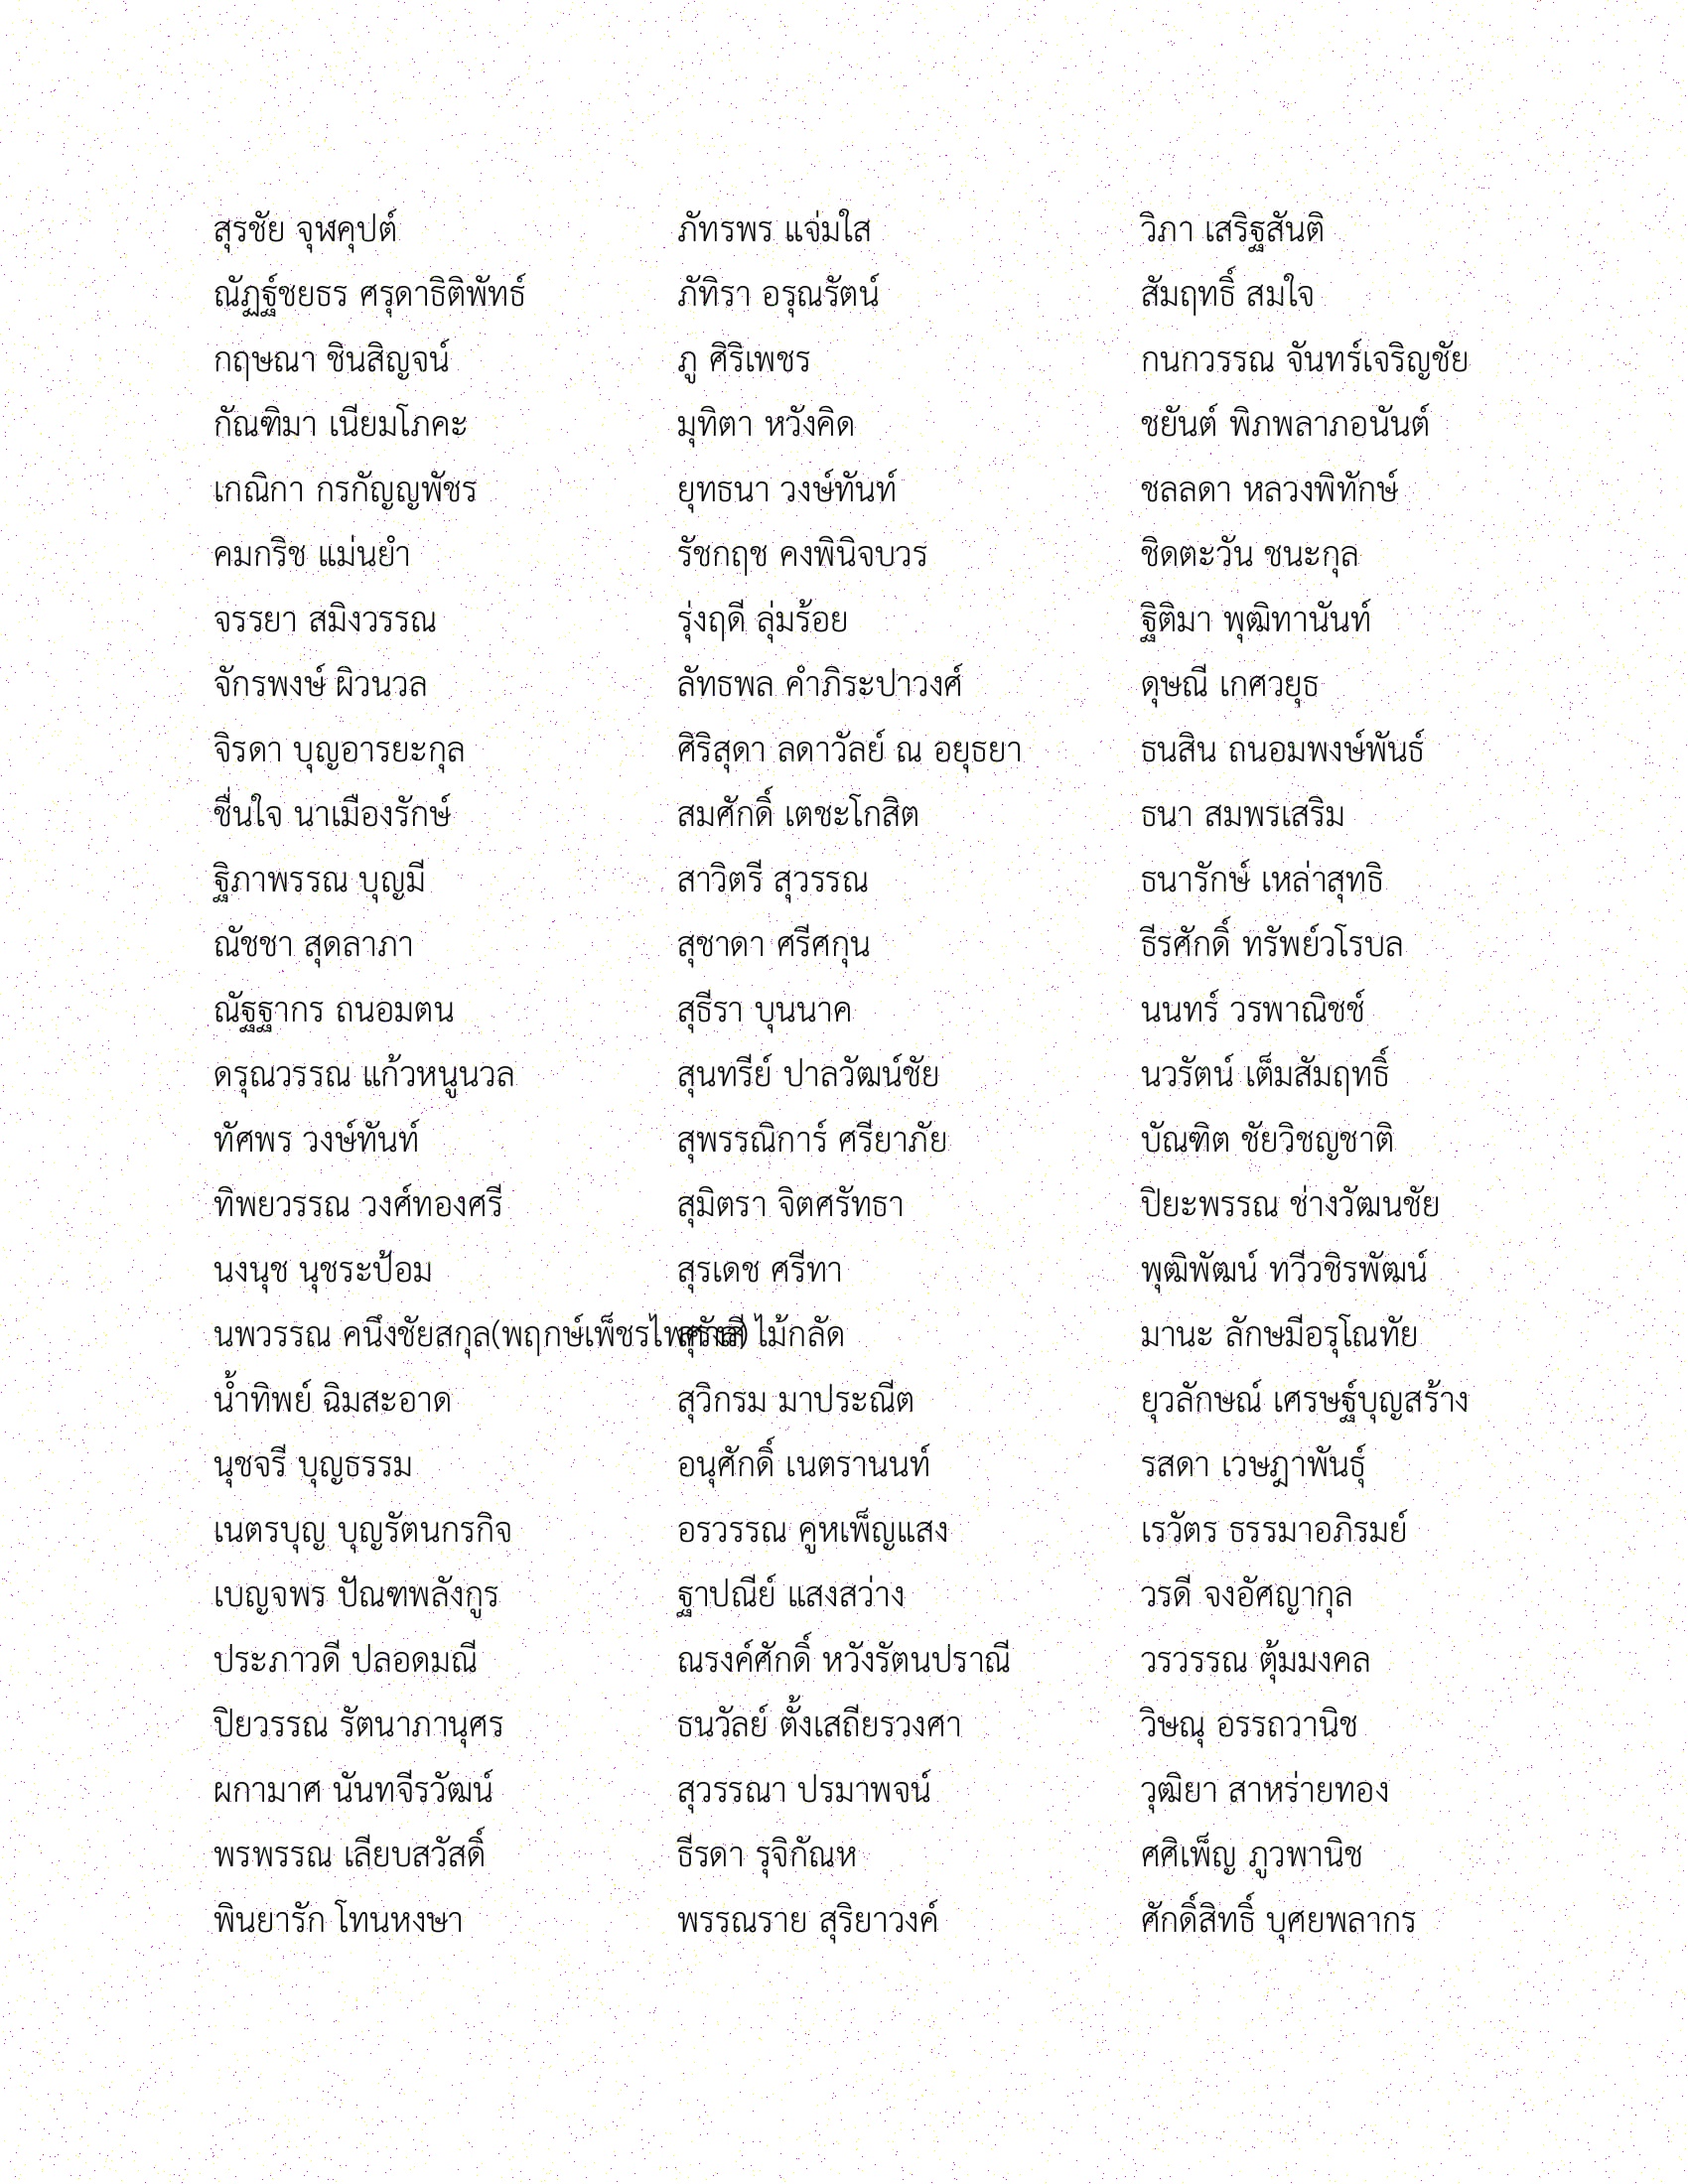 สุรชัย จุฬคุปต์
ณัฏฐ์ชยธร ศรุดาธิติพัทธ์
กฤษณา ชินสิญจน์
กัณฑิมา เนียมโภคะ
เกณิกา กรกัญญพัชร
คมกริช แม่นยำ
จรรยา สมิงวรรณ
จักรพงษ์ ผิวนวล
จิรดา บุญอารยะกุล
ชื่นใจ นาเมืองรักษ์
ฐิภาพรรณ บุญมี
ณัชชา สุดลาภา
ณัฐฐากร ถนอมตน
ดรุณวรรณ แก้วหนูนวล
ทัศพร วงษ์ทันท์
ทิพยวรรณ วงศ์ทองศรี
นงนุช นุชระป้อม
นพวรรณ คนึงชัยสกุล(พฤกษ์เพ็ชรไพศาล)
น้ำทิพย์ ฉิมสะอาด
นุชจรี บุญธรรม
เนตรบุญ บุญรัตนกรกิจ
เบญจพร ปัณฑพลังกูร
ประภาวดี ปลอดมณี
ปิยวรรณ รัตนาภานุศร
ผกามาศ นันทจีรวัฒน์
พรพรรณ เลียบสวัสดิ์
พินยารัก โทนหงษา
ภัทรพร แจ่มใส
ภัทิรา อรุณรัตน์
ภู ศิริเพชร
มุทิตา หวังคิด
ยุทธนา วงษ์ทันท์
รัชกฤช คงพินิจบวร
รุ่งฤดี ลุ่มร้อย
ลัทธพล คำภิระปาวงศ์
ศิริสุดา ลดาวัลย์ ณ อยุธยา
สมศักดิ์ เตชะโกสิต
สาวิตรี สุวรรณ
สุชาดา ศรีศกุน
สุธีรา บุนนาค
สุนทรีย์ ปาลวัฒน์ชัย
สุพรรณิการ์ ศรียาภัย
สุมิตรา จิตศรัทธา
สุรเดช ศรีทา
สุรังสี ไม้กลัด
สุวิกรม มาประณีต
อนุศักดิ์ เนตรานนท์
อรวรรณ คูหเพ็ญแสง
ฐาปณีย์ แสงสว่าง
ณรงค์ศักดิ์ หวังรัตนปราณี
ธนวัลย์ ตั้งเสถียรวงศา
สุวรรณา ปรมาพจน์
ธีรดา รุจิกัณห
พรรณราย สุริยาวงค์
วิภา เสริฐสันติ
สัมฤทธิ์ สมใจ
กนกวรรณ จันทร์เจริญชัย
ชยันต์ พิภพลาภอนันต์
ชลลดา หลวงพิทักษ์
ชิดตะวัน ชนะกุล
ฐิติมา พุฒิทานันท์
ดุษณี เกศวยุธ
ธนสิน ถนอมพงษ์พันธ์
ธนา สมพรเสริม
ธนารักษ์ เหล่าสุทธิ
ธีรศักดิ์ ทรัพย์วโรบล
นนทร์ วรพาณิชช์
นวรัตน์ เต็มสัมฤทธิ์
บัณฑิต ชัยวิชญชาติ
ปิยะพรรณ ช่างวัฒนชัย
พุฒิพัฒน์ ทวีวชิรพัฒน์
มานะ ลักษมีอรุโณทัย
ยุวลักษณ์ เศรษฐ์บุญสร้าง
รสดา เวษฎาพันธุ์
เรวัตร ธรรมาอภิรมย์
วรดี จงอัศญากุล
วรวรรณ ตุ้มมงคล
วิษณุ อรรถวานิช
วุฒิยา สาหร่ายทอง
ศศิเพ็ญ ภูวพานิช
ศักดิ์สิทธิ์ บุศยพลากร